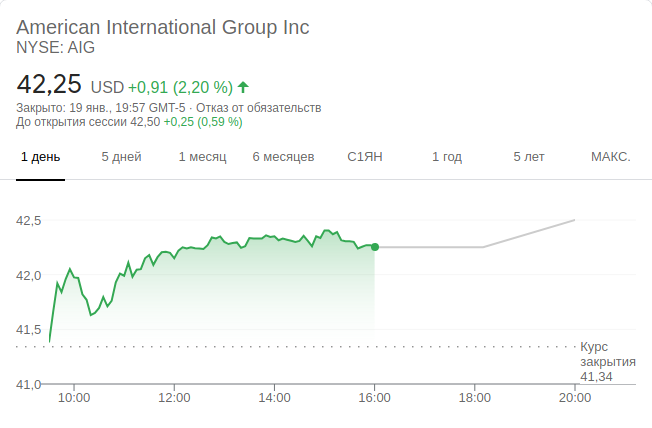 American International Group Inc
NYSE: AIG
42,25 USD +0,91 (2,20 %)
Закрыто: 19 янв., 19:57 GMT-5 · Отказ от обязательств
До открытия сессии 42,50 +0,25 (0,59 %)
1 день 5 дней 1 месяц 6 месяцев С1ЯН 1 год 5 лет МАКС.
42,5
42,0
41,5
Курс
закрытия
41,34
41,0
10:00 12:00 14:00 16:00 18:00 20:00